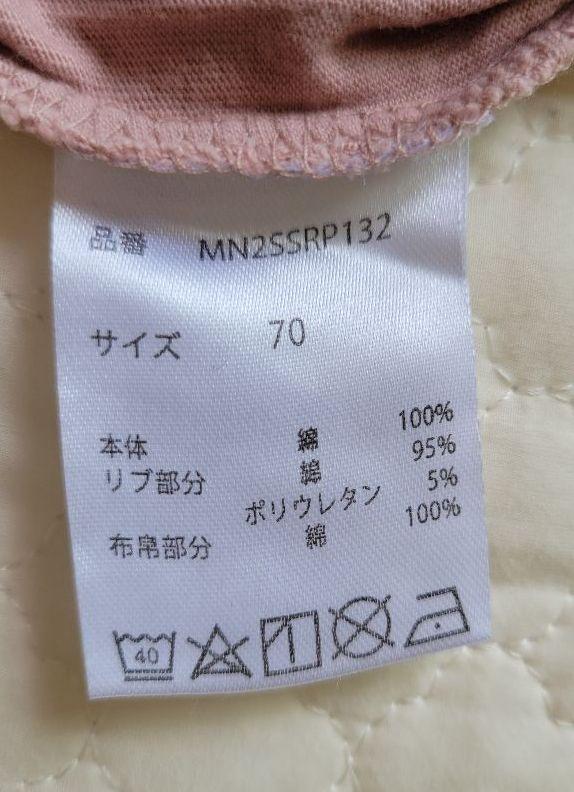 品番 MN2SSRP132
サイズ 70
本体 綿 100%
リブ部分 綿 95%
ポリウレタン 5%
布帛部分 綿 100%
40